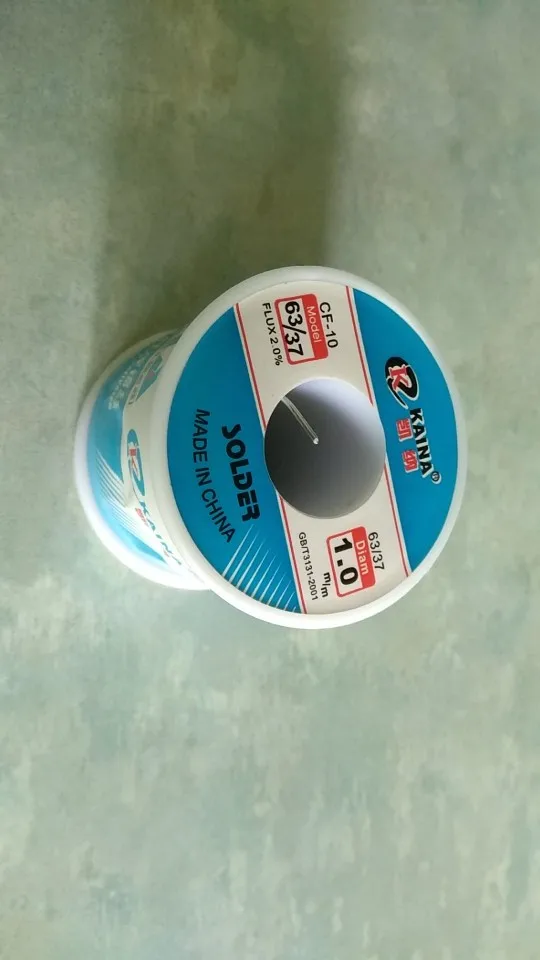 KAINA®
凯纳
CF-10
Model
63/37
FLUX 2.0%
63/37
Diam
1.0
m/m
GB/T3131-2001
SOLDER
MADE IN CHINA
KAINA